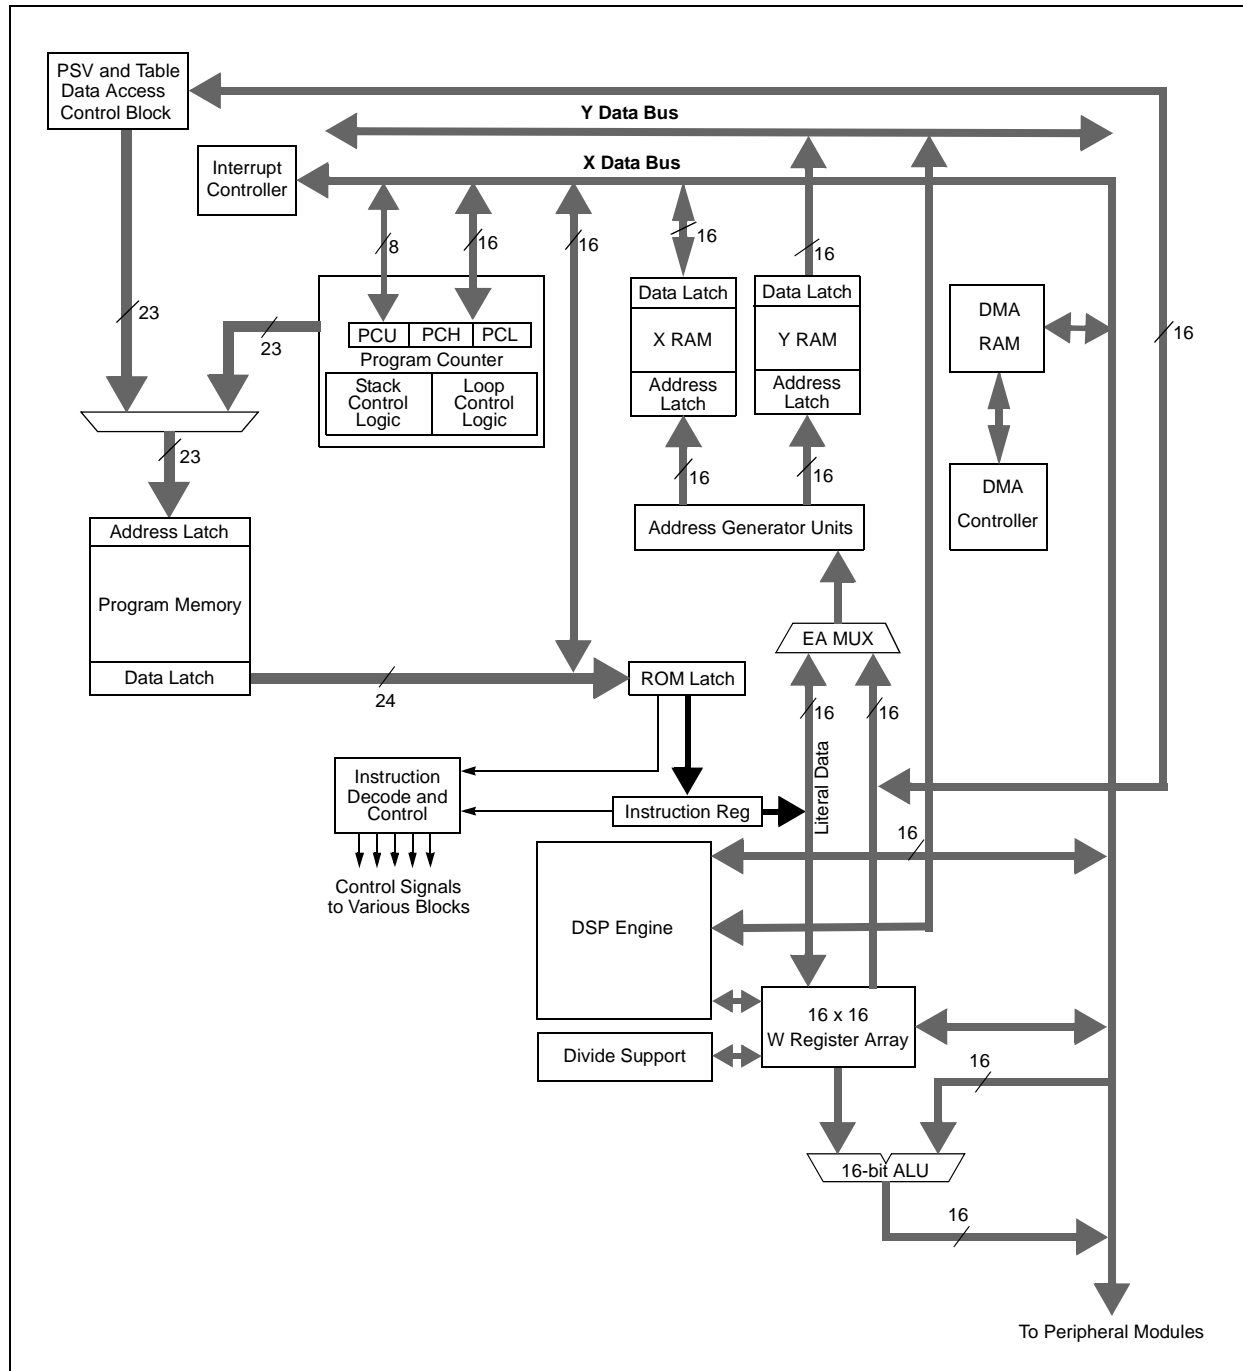 PSV and Table
Data Access
Control Block
Y Data Bus
X Data Bus
Interrupt
Controller
8
16
16
16
16
23
23
16
PCU
PCH
PCL
Program Counter
Stack
Control
Logic
Loop
Control
Logic
Data Latch
X RAM
Address
Latch
Data Latch
Y RAM
Address
Latch
DMA
RAM
23
16
16
DMA
Controller
Address Generator Units
Address Latch
Program Memory
Data Latch
24
EA MUX
ROM Latch
16
16
Literal Data
Instruction
Decode and
Control
Instruction Reg
Control Signals
to Various Blocks
16
DSP Engine
16 x 16
W Register Array
Divide Support
16
16-bit ALU
16
To Peripheral Modules